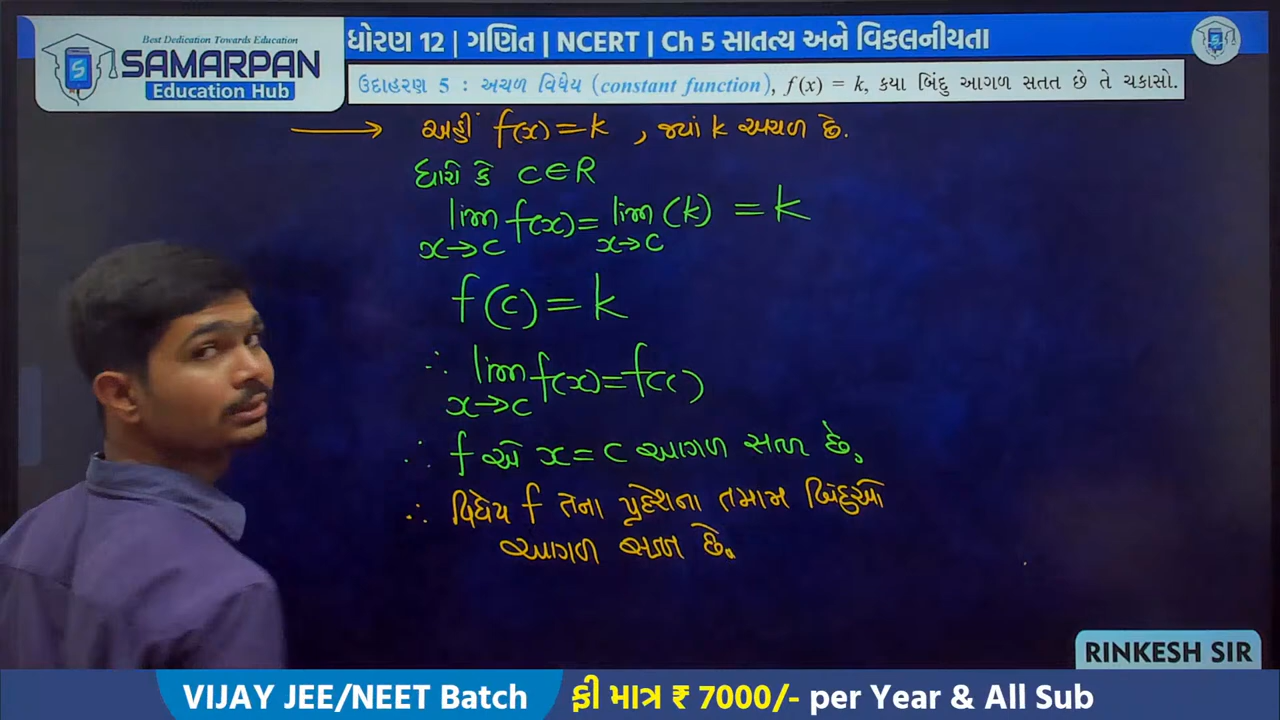 Best Dedication Towards Education
SAMARPAN
Education Hub
ધોરણ 12 | ગણિત | NCERT | Ch 5 સાતત્ય અને વિકલનીયતા
ઉદાહરણ 5 : અચળ વિધેય (constant function), f(x) = k, કયા બિંદુ આગળ સતત છે તે ચકાસો.
→ અહીં f(x) = k , જ્યાં k અચળ છે.
ધારો કે c ∈ R
lim x→c f(x) = lim x→c (k) = k
f(c) = k
∴ lim x→c f(x) = f(c)
∴ f એ x = c આગળ સતત છે.
∴ વિધેય f તેના પ્રદેશના તમામ બિંદુઓ
આગળ સતત છે.
RINKESH SIR
VIJAY JEE/NEET Batch ફી માત્ર ₹ 7000/- per Year & All Sub